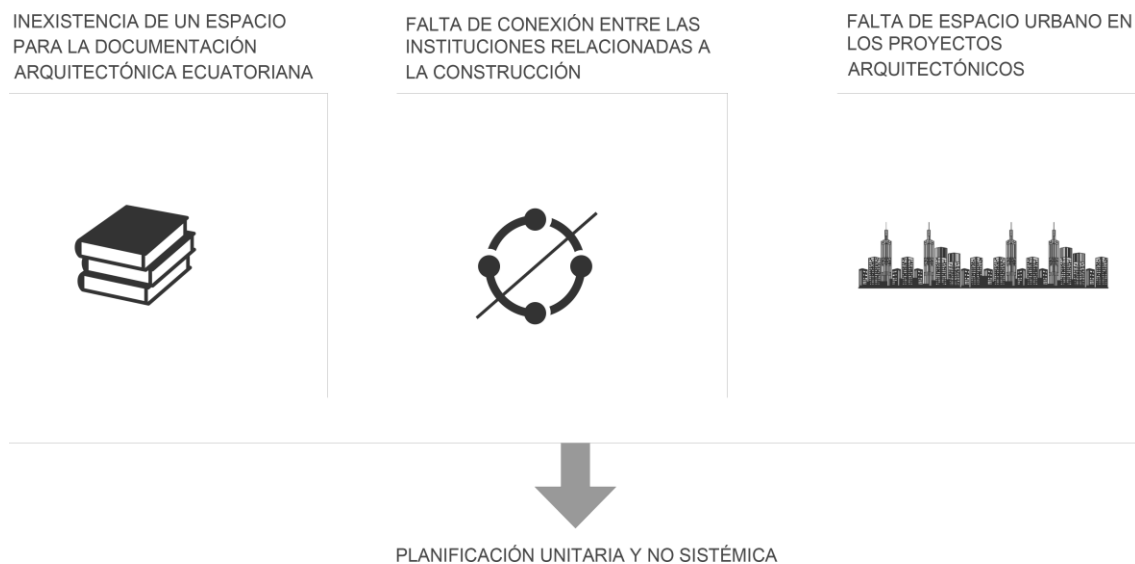 INEXISTENCIA DE UN ESPACIO
PARA LA DOCUMENTACIÓN
ARQUITECTÓNICA ECUATORIANA
FALTA DE CONEXIÓN ENTRE LAS
INSTITUCIONES RELACIONADAS A
LA CONSTRUCCIÓN
FALTA DE ESPACIO URBANO EN
LOS PROYECTOS
ARQUITECTÓNICOS
PLANIFICACIÓN UNITARIA Y NO SISTÉMICA